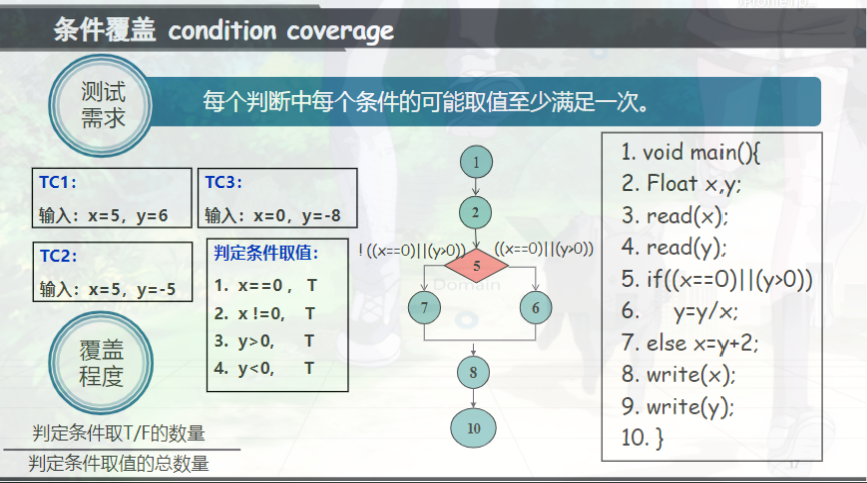 条件覆盖 condition coverage
测试
需求
每个判断中每个条件的可能取值至少满足一次。
TC1:
输入: x=5, y=6
TC3:
输入: x=0, y=-8
TC2:
输入: x=5, y=-5
判定条件取值:
1. x==0, T
2. x !=0, T
3. y>0, T
4. y<0, T
覆盖
程度
判定条件取T/F的数量
判定条件取值的总数量
1
2
! ((x==0)||(y>0))
((x==0)||(y>0))
5
Domain
7
6
8
10
1. void main(){
2. Float x,y;
3. read(x);
4. read(y);
5. if((x==0)||(y>0))
6. y=y/x;
7. else x=y+2;
8. write(x);
9. write(y);
10. }
17